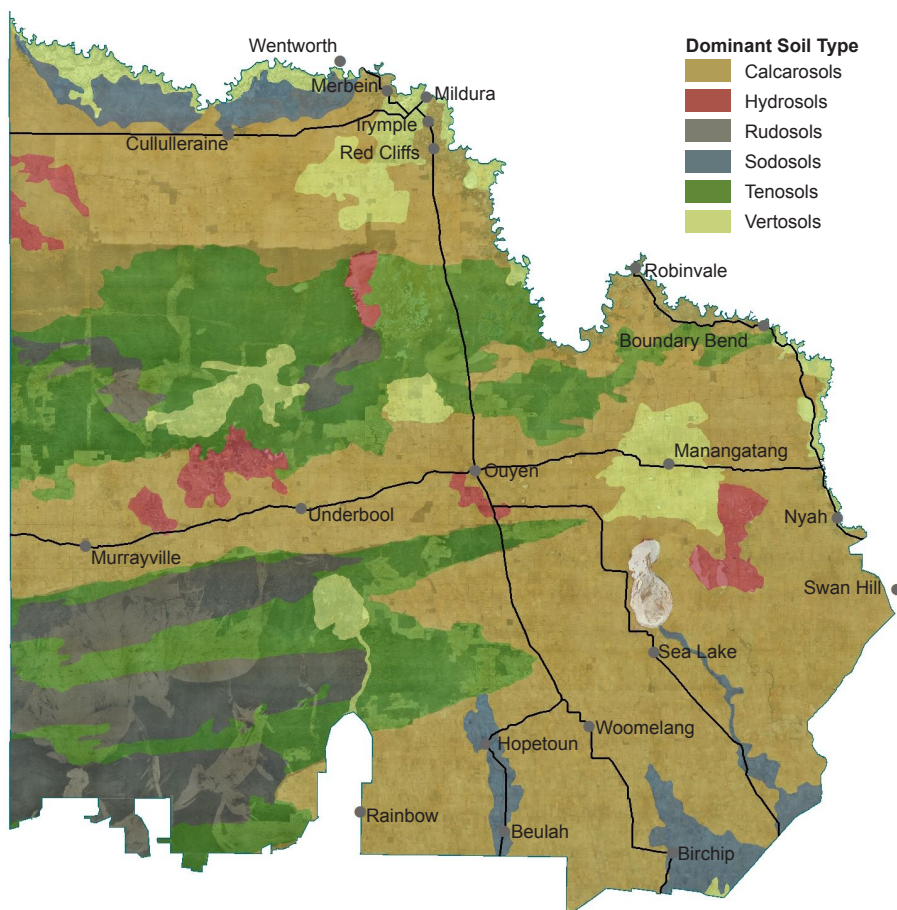 Wentworth
Dominant Soil Type
Calcarosols
Hydrosols
Rudosols
Sodosols
Tenosols
Vertosols
Merbein
Mildura
Irymple
Cullulleraine
Red Cliffs
Robinvale
Boundary Bend
Manangatang
Ouyen
Underbool
Nyah
Murrayville
Swan Hill
Sea Lake
Woomelang
Hopetoun
Rainbow
Beulah
Birchip